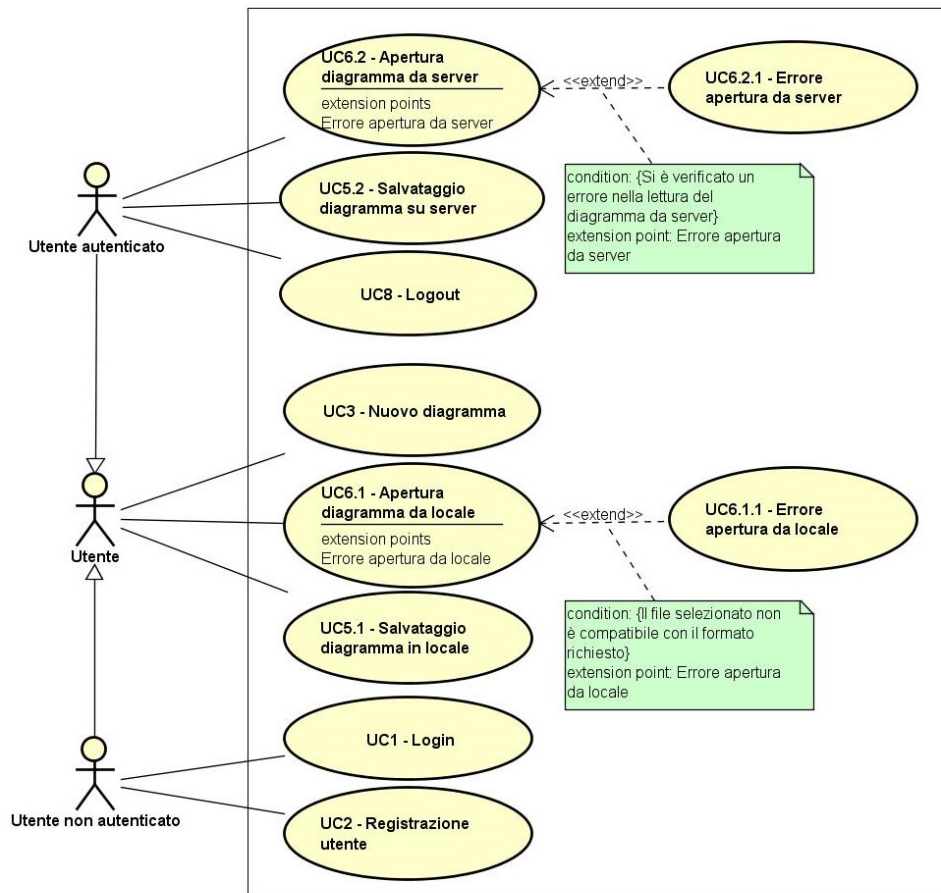 UC6.2 - Apertura
diagramma da server
extension points
Errore apertura da server
<<extend>>
UC6.2.1 - Errore
apertura da server
condition: {Si è verificato un
errore nella lettura del
diagramma da server}
extension point: Errore apertura
da server
Utente autenticato
UC5.2 - Salvataggio
diagramma su server
UC8 - Logout
UC3 - Nuovo diagramma
Utente
UC6.1 - Apertura
diagramma da locale
extension points
Errore apertura da locale
<<extend>>
UC6.1.1 - Errore
apertura da locale
condition: {Il file selezionato non
è compatibile con il formato
richiesto}
extension point: Errore apertura
da locale
UC5.1 - Salvataggio
diagramma in locale
UC1 - Login
Utente non autenticato
UC2 - Registrazione
utente